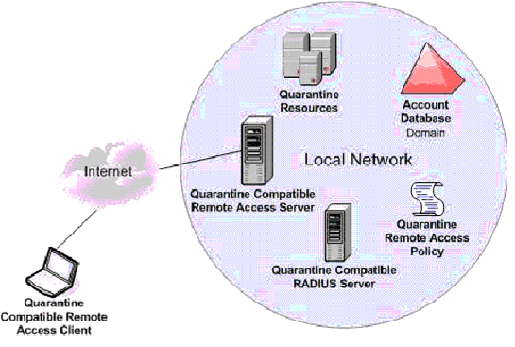 Quarantine
Resources
Account
Database
Domain
Local Network
Internet
Quarantine Compatible
Remote Access Server
Quarantine
Remote Access
Policy
Quarantine Compatible
RADIUS Server
Quarantine
Compatible Remote
Access Client